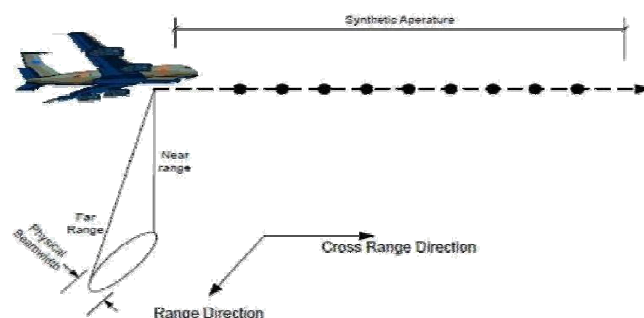 Synthetic Aperature
Near
range
Far
Range
Physical
Beamwidth
Cross Range Direction
Range Direction